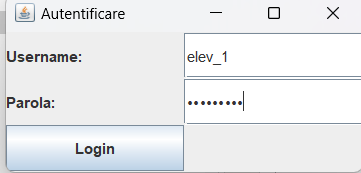 Autentificare
Username: elev_1
Parola: •••••••••
Login